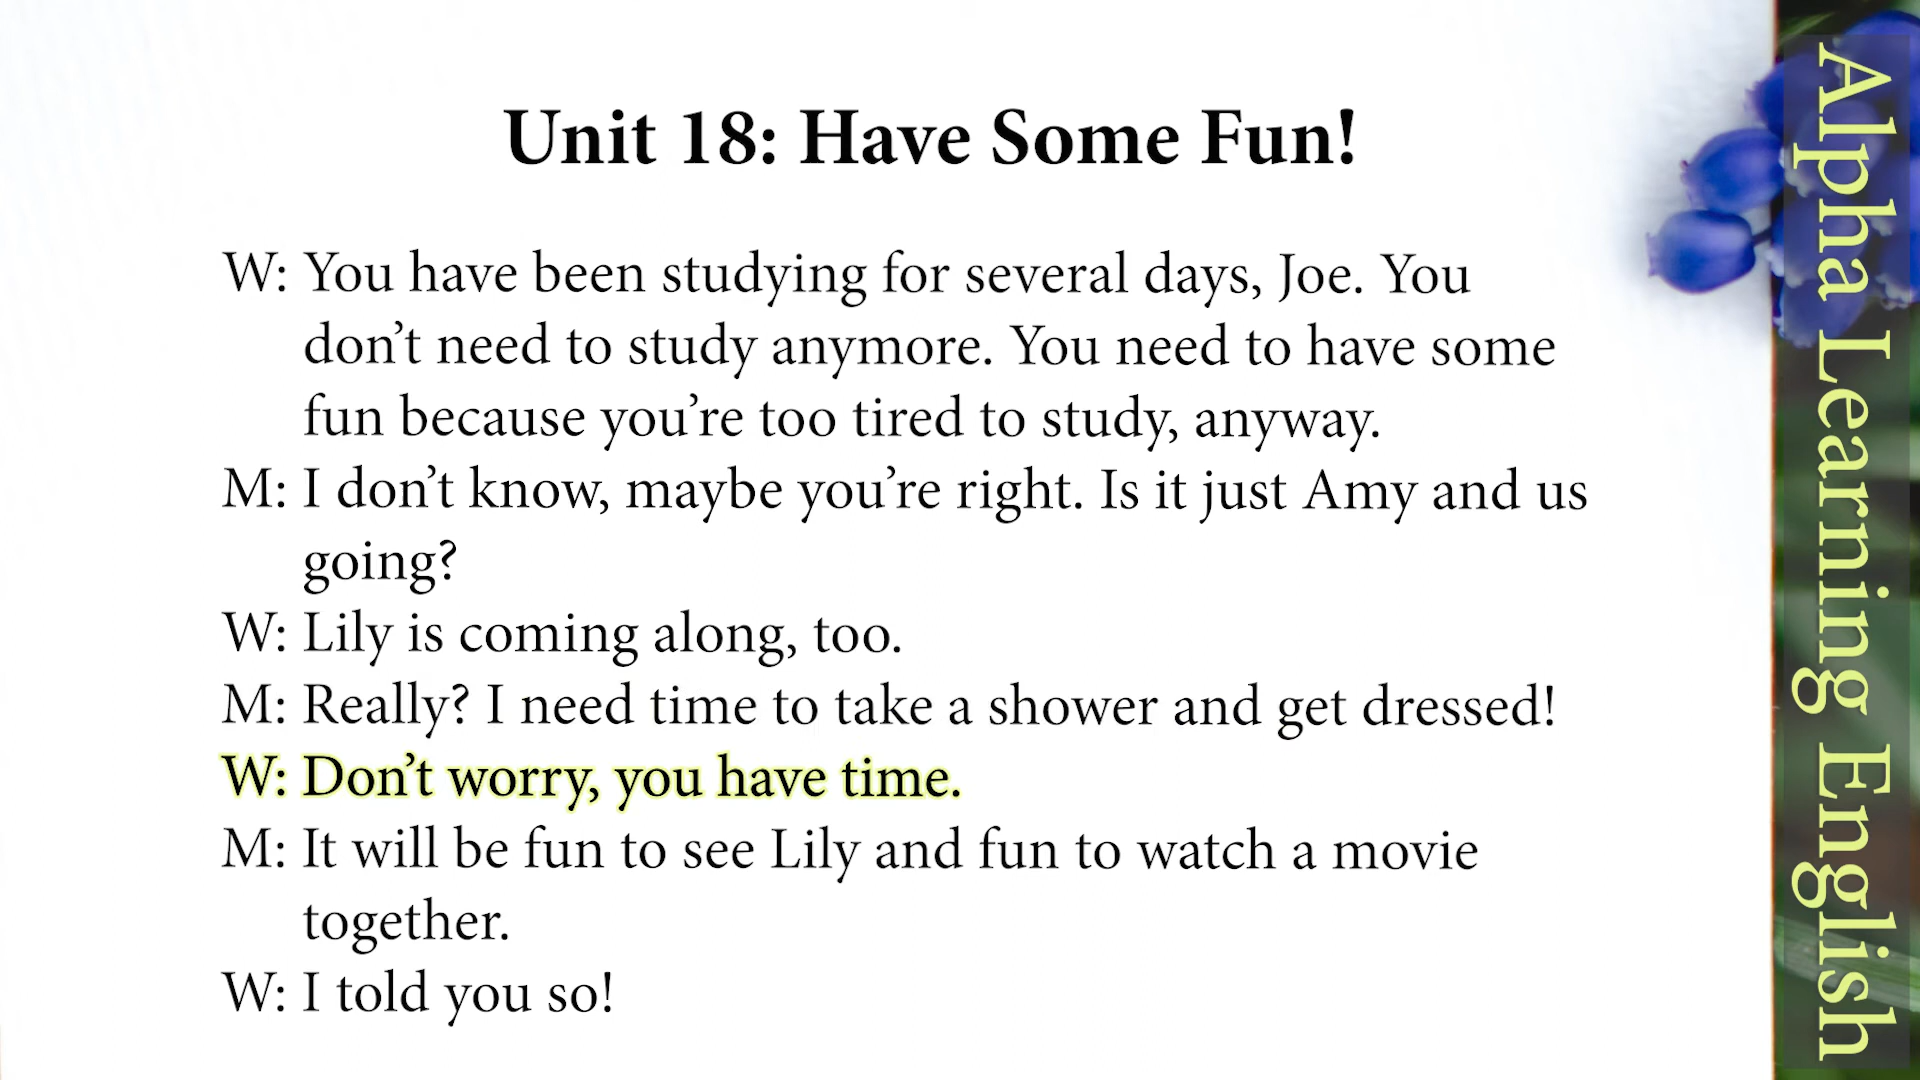 Unit 18: Have Some Fun!
W: You have been studying for several days, Joe. You
don’t need to study anymore. You need to have some
fun because you’re too tired to study, anyway.
M: I don’t know, maybe you’re right. Is it just Amy and us
going?
W: Lily is coming along, too.
M: Really? I need time to take a shower and get dressed!
W: Don’t worry, you have time.
M: It will be fun to see Lily and fun to watch a movie
together.
W: I told you so!
Alpha Learning English